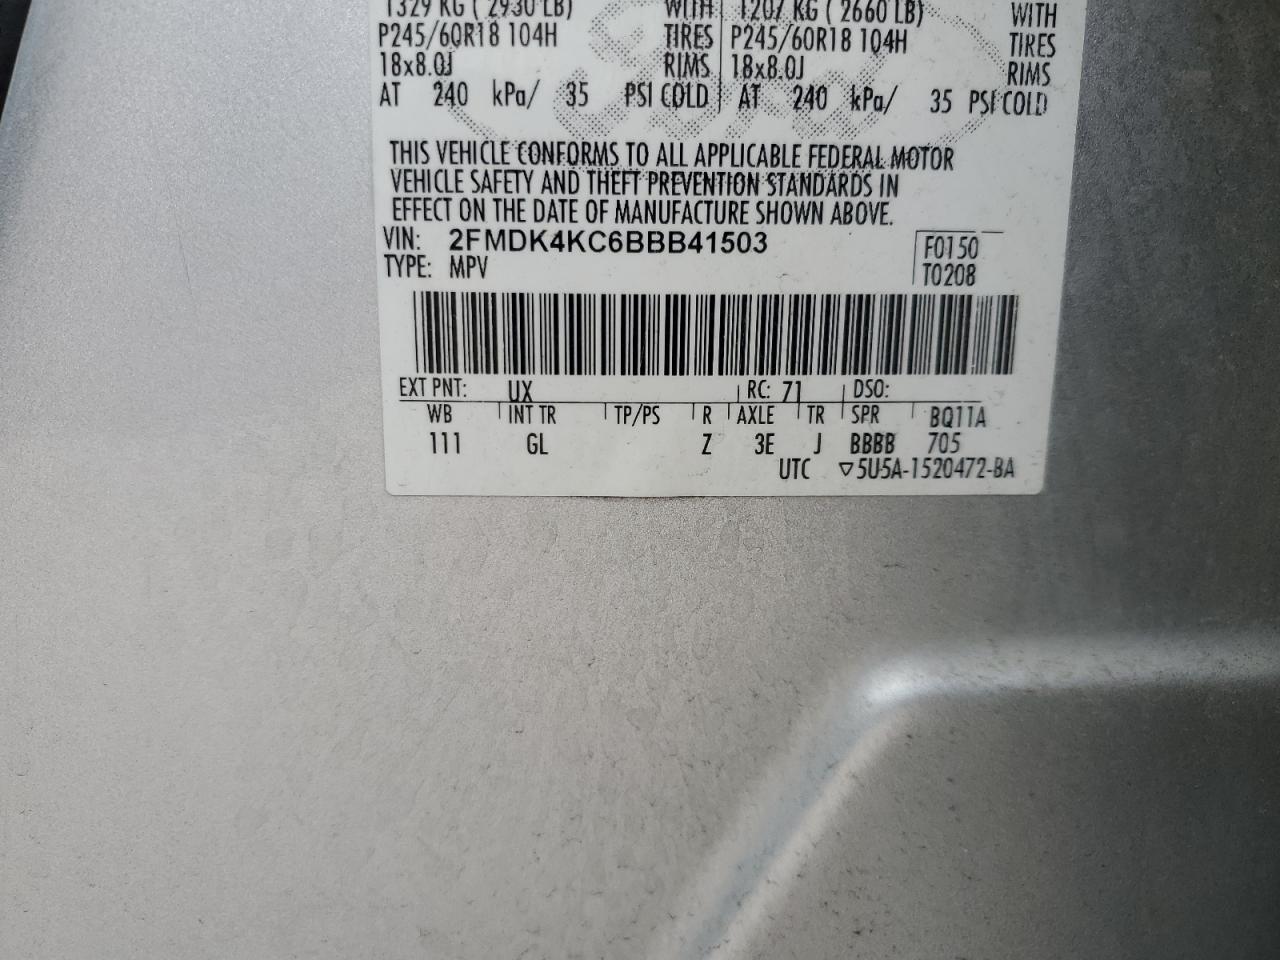 1329 KG ( 2930 LB) WITH 1207 KG ( 2660 LB) WITH
P245/60R18 104H TIRES P245/60R18 104H TIRES
18x8.0J RIMS 18x8.0J RIMS
AT 240 kPa/ 35 PSI COLD AT 240 kPa/ 35 PSI COLD
THIS VEHICLE CONFORMS TO ALL APPLICABLE FEDERAL MOTOR
VEHICLE SAFETY AND THEFT PREVENTION STANDARDS IN
EFFECT ON THE DATE OF MANUFACTURE SHOWN ABOVE.
VIN: 2FMDK4KC6BBB41503 F0150
TYPE: MPV T0208
EXT PNT: UX RC: 71 DSO:
WB INT TR TP/PS R AXLE TR SPR BQ11A
111 GL Z 3E J BBBB 705
UTC ▽5U5A-1520472-BA